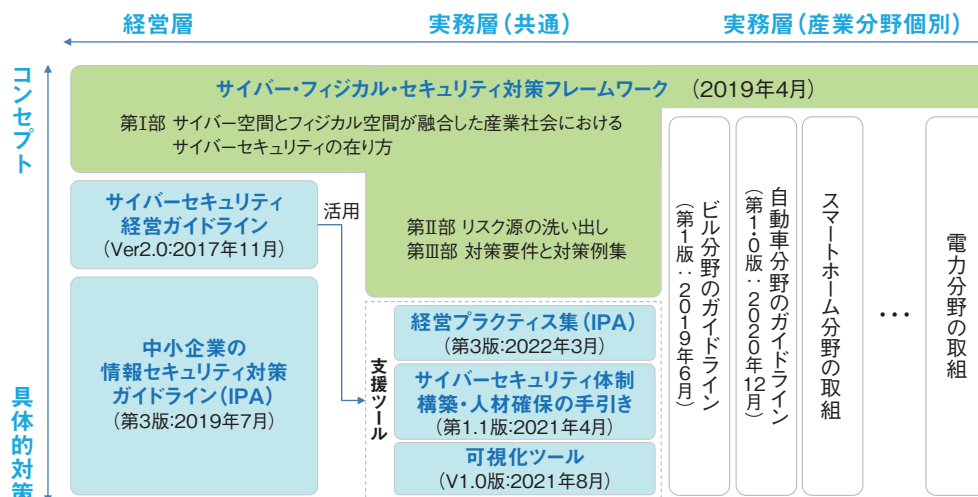 経営層
実務層（共通）
実務層（産業分野個別）
コンセプト
具体的対策
サイバー・フィジカル・セキュリティ対策フレームワーク （2019年4月）
第Ⅰ部 サイバー空間とフィジカル空間が融合した産業社会における
サイバーセキュリティの在り方
サイバーセキュリティ
経営ガイドライン
（Ver2.0:2017年11月）
活用
第Ⅱ部 リスク源の洗い出し
第Ⅲ部 対策要件と対策例集
中小企業の
情報セキュリティ対策
ガイドライン（IPA）
（第3版:2019年7月）
支援ツール
経営プラクティス集（IPA）
（第3版:2022年3月）
サイバーセキュリティ体制
構築・人材確保の手引き
（第1.1版:2021年4月）
可視化ツール
（V1.0版:2021年8月）
ビル分野のガイドライン
（第1版：2019年6月）
自動車分野のガイドライン
（第1・0版：2020年12月）
スマートホーム分野の取組
…
電力分野の取組